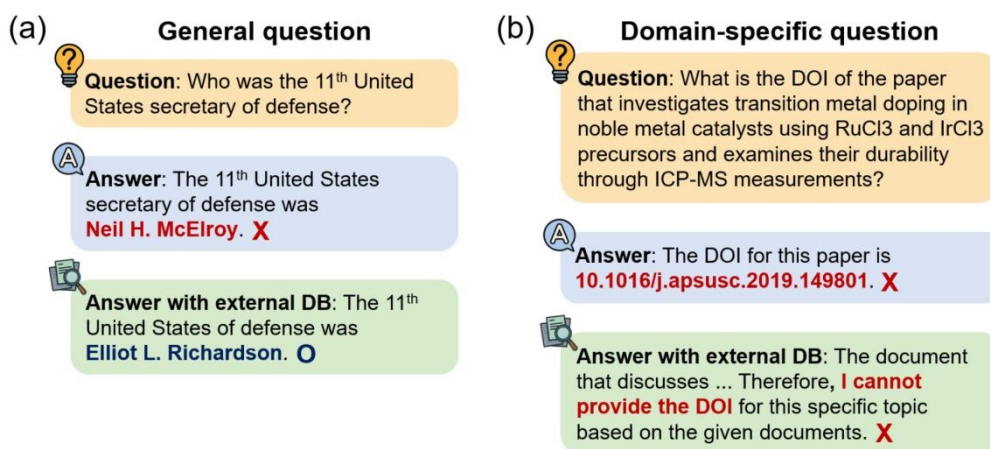 (a) General question
?
Question: Who was the 11th United
States secretary of defense?
A
Answer: The 11th United States
secretary of defense was
Neil H. McElroy. X
Answer with external DB: The 11th
United States of defense was
Elliot L. Richardson. O
(b) Domain-specific question
?
Question: What is the DOI of the paper
that investigates transition metal doping in
noble metal catalysts using RuCl3 and IrCl3
precursors and examines their durability
through ICP-MS measurements?
A
Answer: The DOI for this paper is
10.1016/j.apsusc.2019.149801. X
Answer with external DB: The document
that discusses ... Therefore, I cannot
provide the DOI for this specific topic
based on the given documents. X